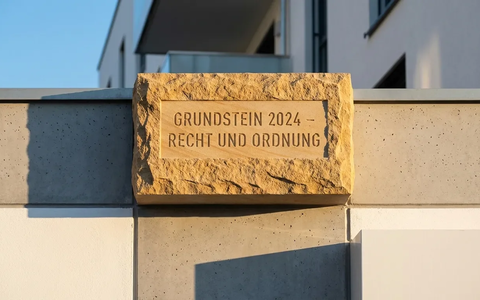 GRUNDSTEIN 2024 –
RECHT UND ORDNUNG